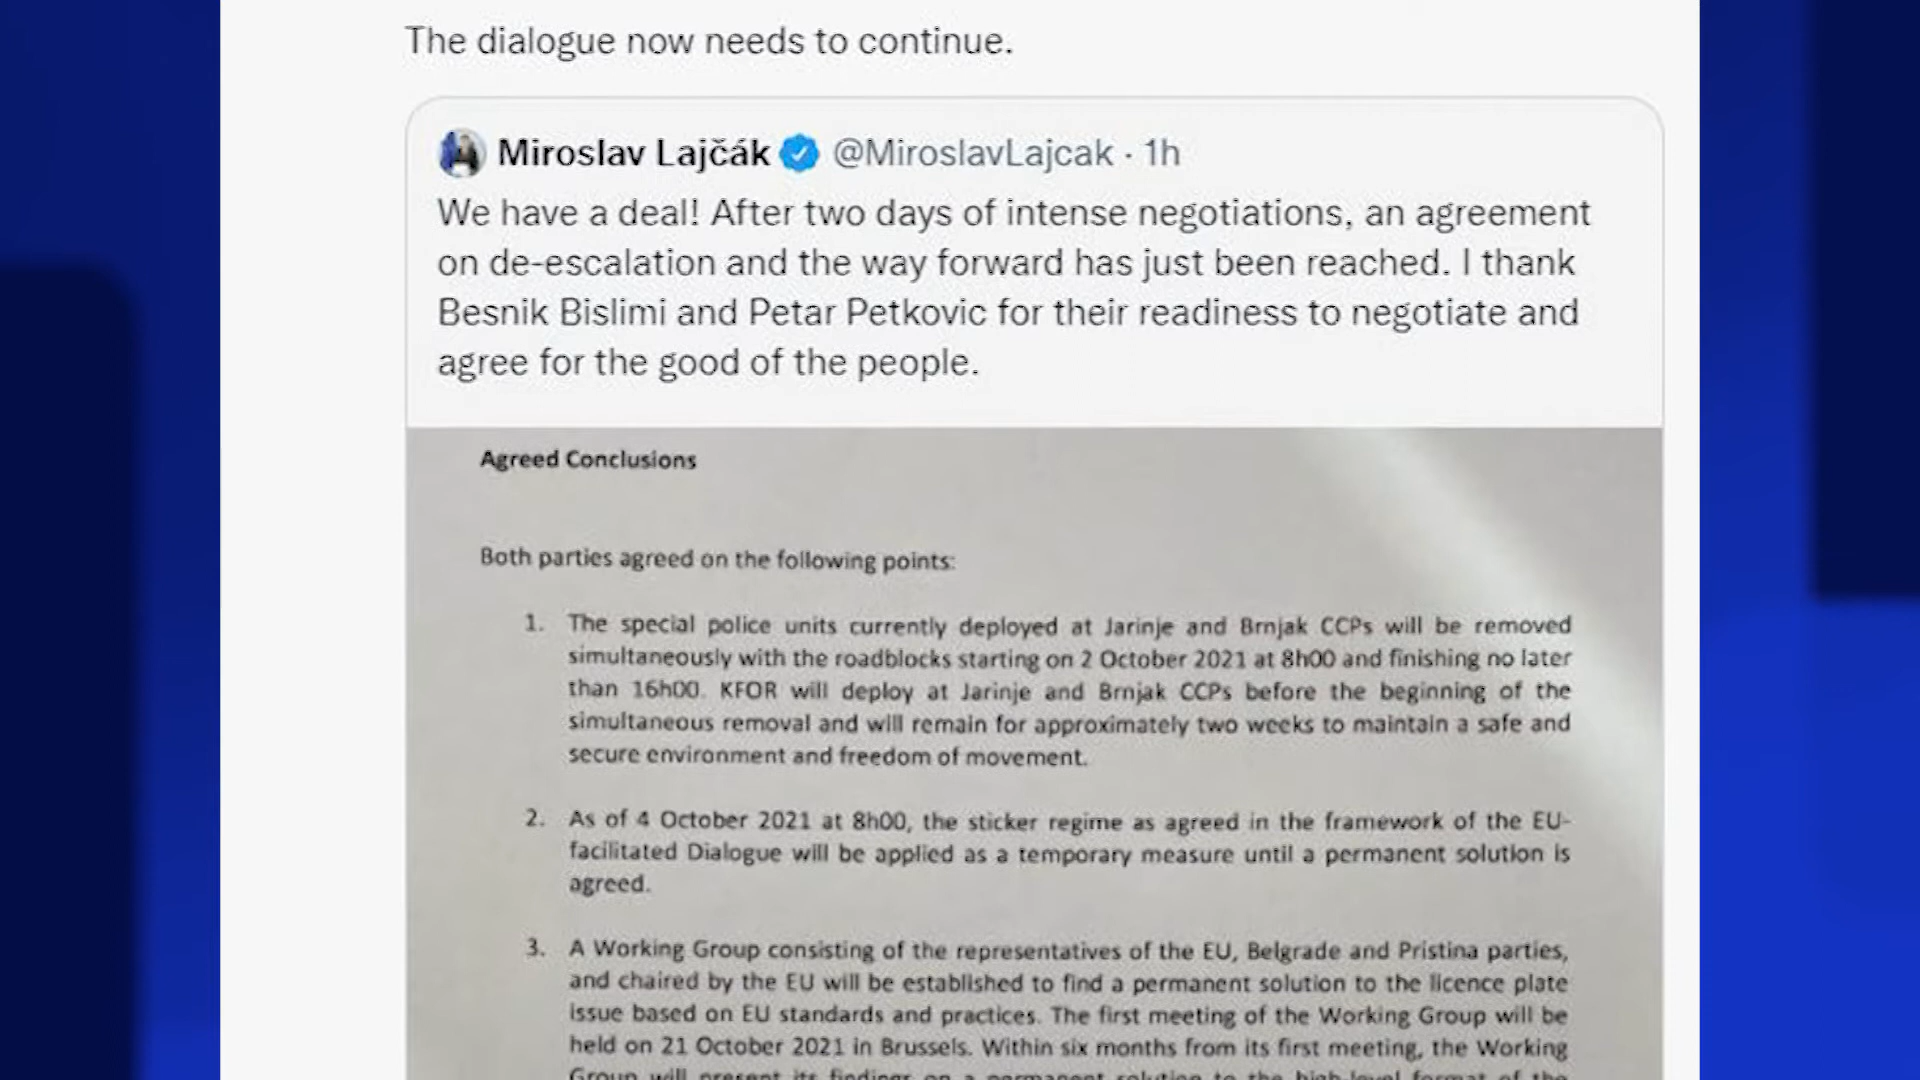 The dialogue now needs to continue.
Miroslav Lajčák @MiroslavLajcak · 1h
We have a deal! After two days of intense negotiations, an agreement
on de-escalation and the way forward has just been reached. I thank
Besnik Bislimi and Petar Petkovic for their readiness to negotiate and
agree for the good of the people.
Agreed Conclusions
Both parties agreed on the following points:
1. The special police units currently deployed at Jarinje and Brnjak CCPs will be removed
simultaneously with the roadblocks starting on 2 October 2021 at 8h00 and finishing no later
than 16h00. KFOR will deploy at Jarinje and Brnjak CCPs before the beginning of the
simultaneous removal and will remain for approximately two weeks to maintain a safe and
secure environment and freedom of movement.
2. As of 4 October 2021 at 8h00, the sticker regime as agreed in the framework of the EU-
facilitated Dialogue will be applied as a temporary measure until a permanent solution is
agreed.
3. A Working Group consisting of the representatives of the EU, Belgrade and Pristina parties,
and chaired by the EU will be established to find a permanent solution to the licence plate
issue based on EU standards and practices. The first meeting of the Working Group will be
held on 21 October 2021 in Brussels. Within six months from its first meeting, the Working
Group will present its findings on a permanent solution to the high-level format of the